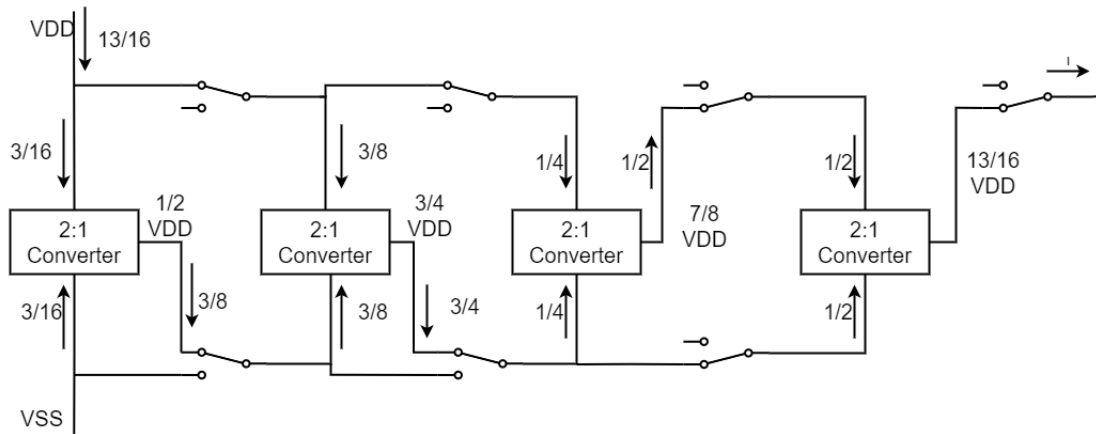 VDD
13/16
I
3/16
3/8
1/4
1/2
1/2
13/16
VDD
1/2
VDD
3/4
VDD
7/8
VDD
2:1
Converter
2:1
Converter
2:1
Converter
2:1
Converter
3/16
3/8
3/8
3/4
1/4
1/2
VSS